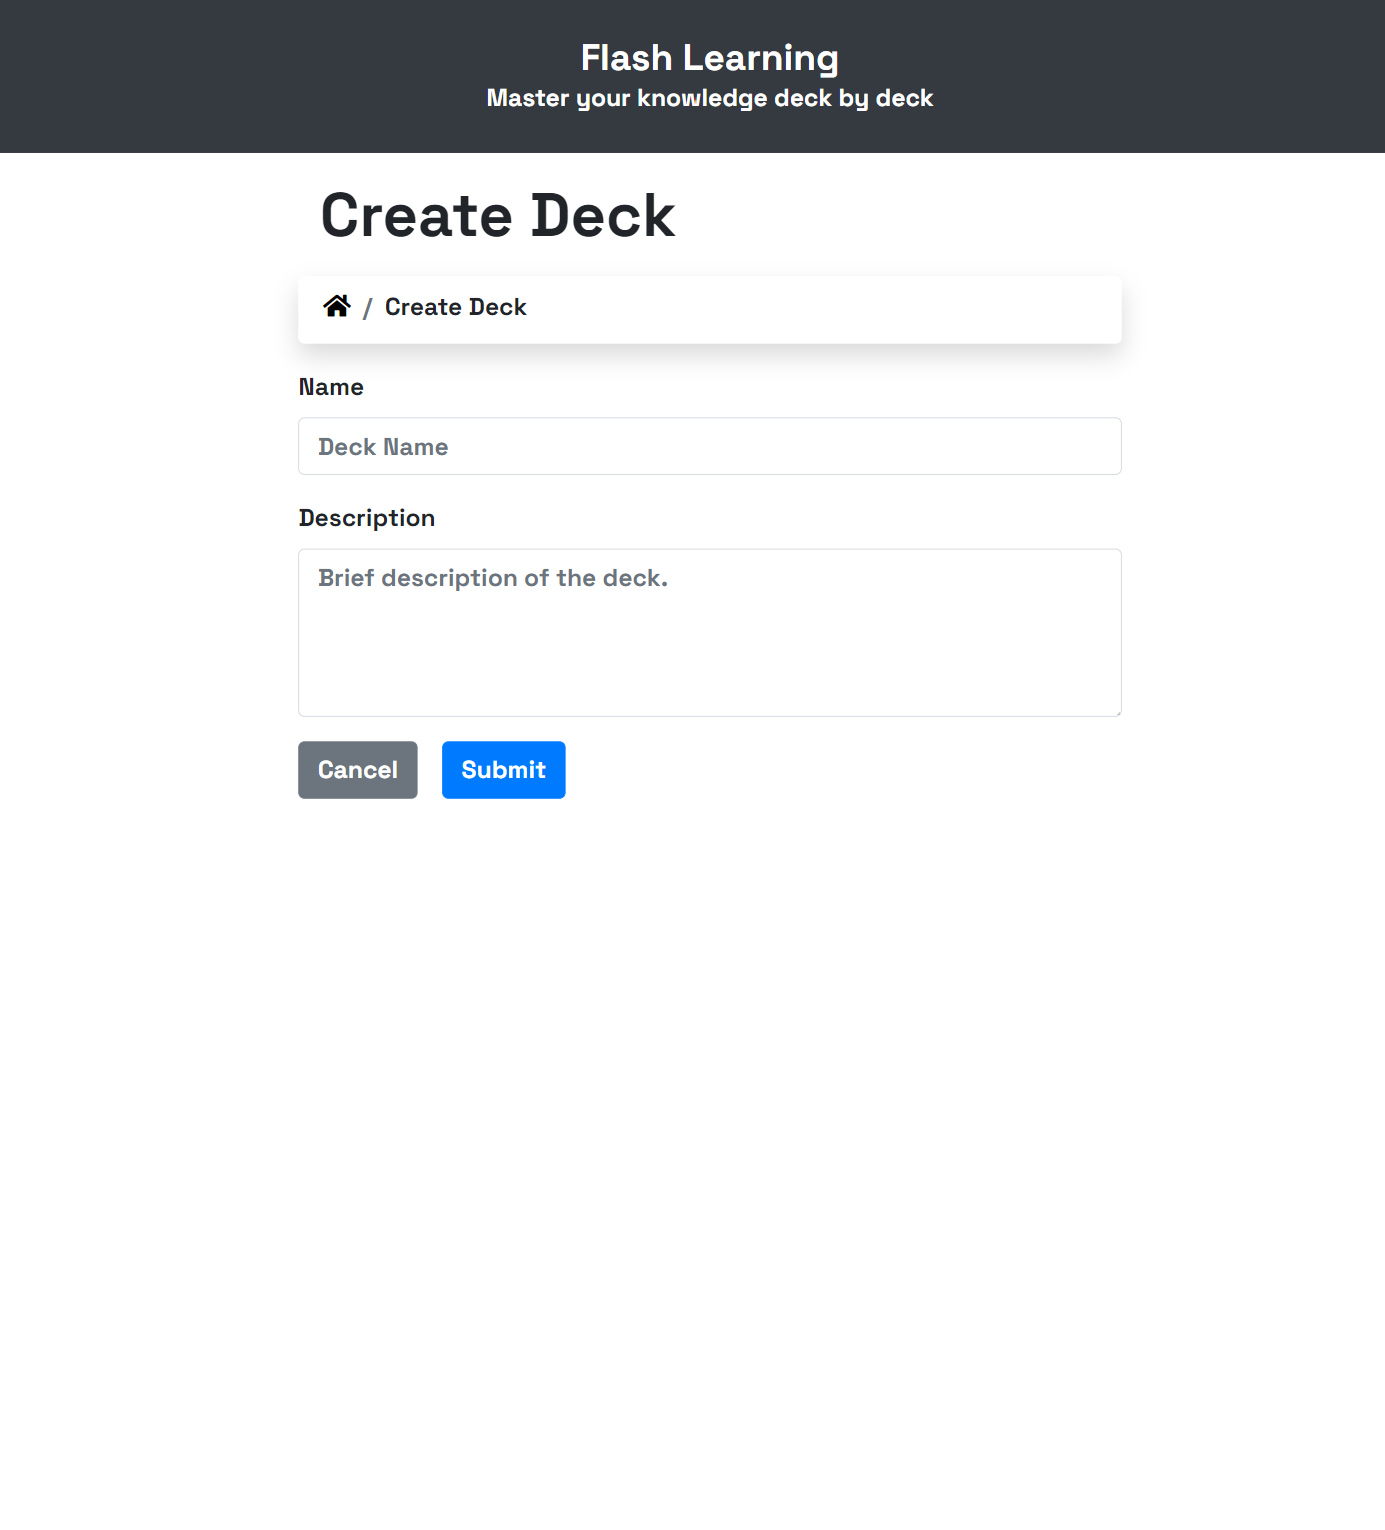 Flash Learning
Master your knowledge deck by deck
Create Deck
/ Create Deck
Name
Deck Name
Description
Brief description of the deck.
Cancel Submit